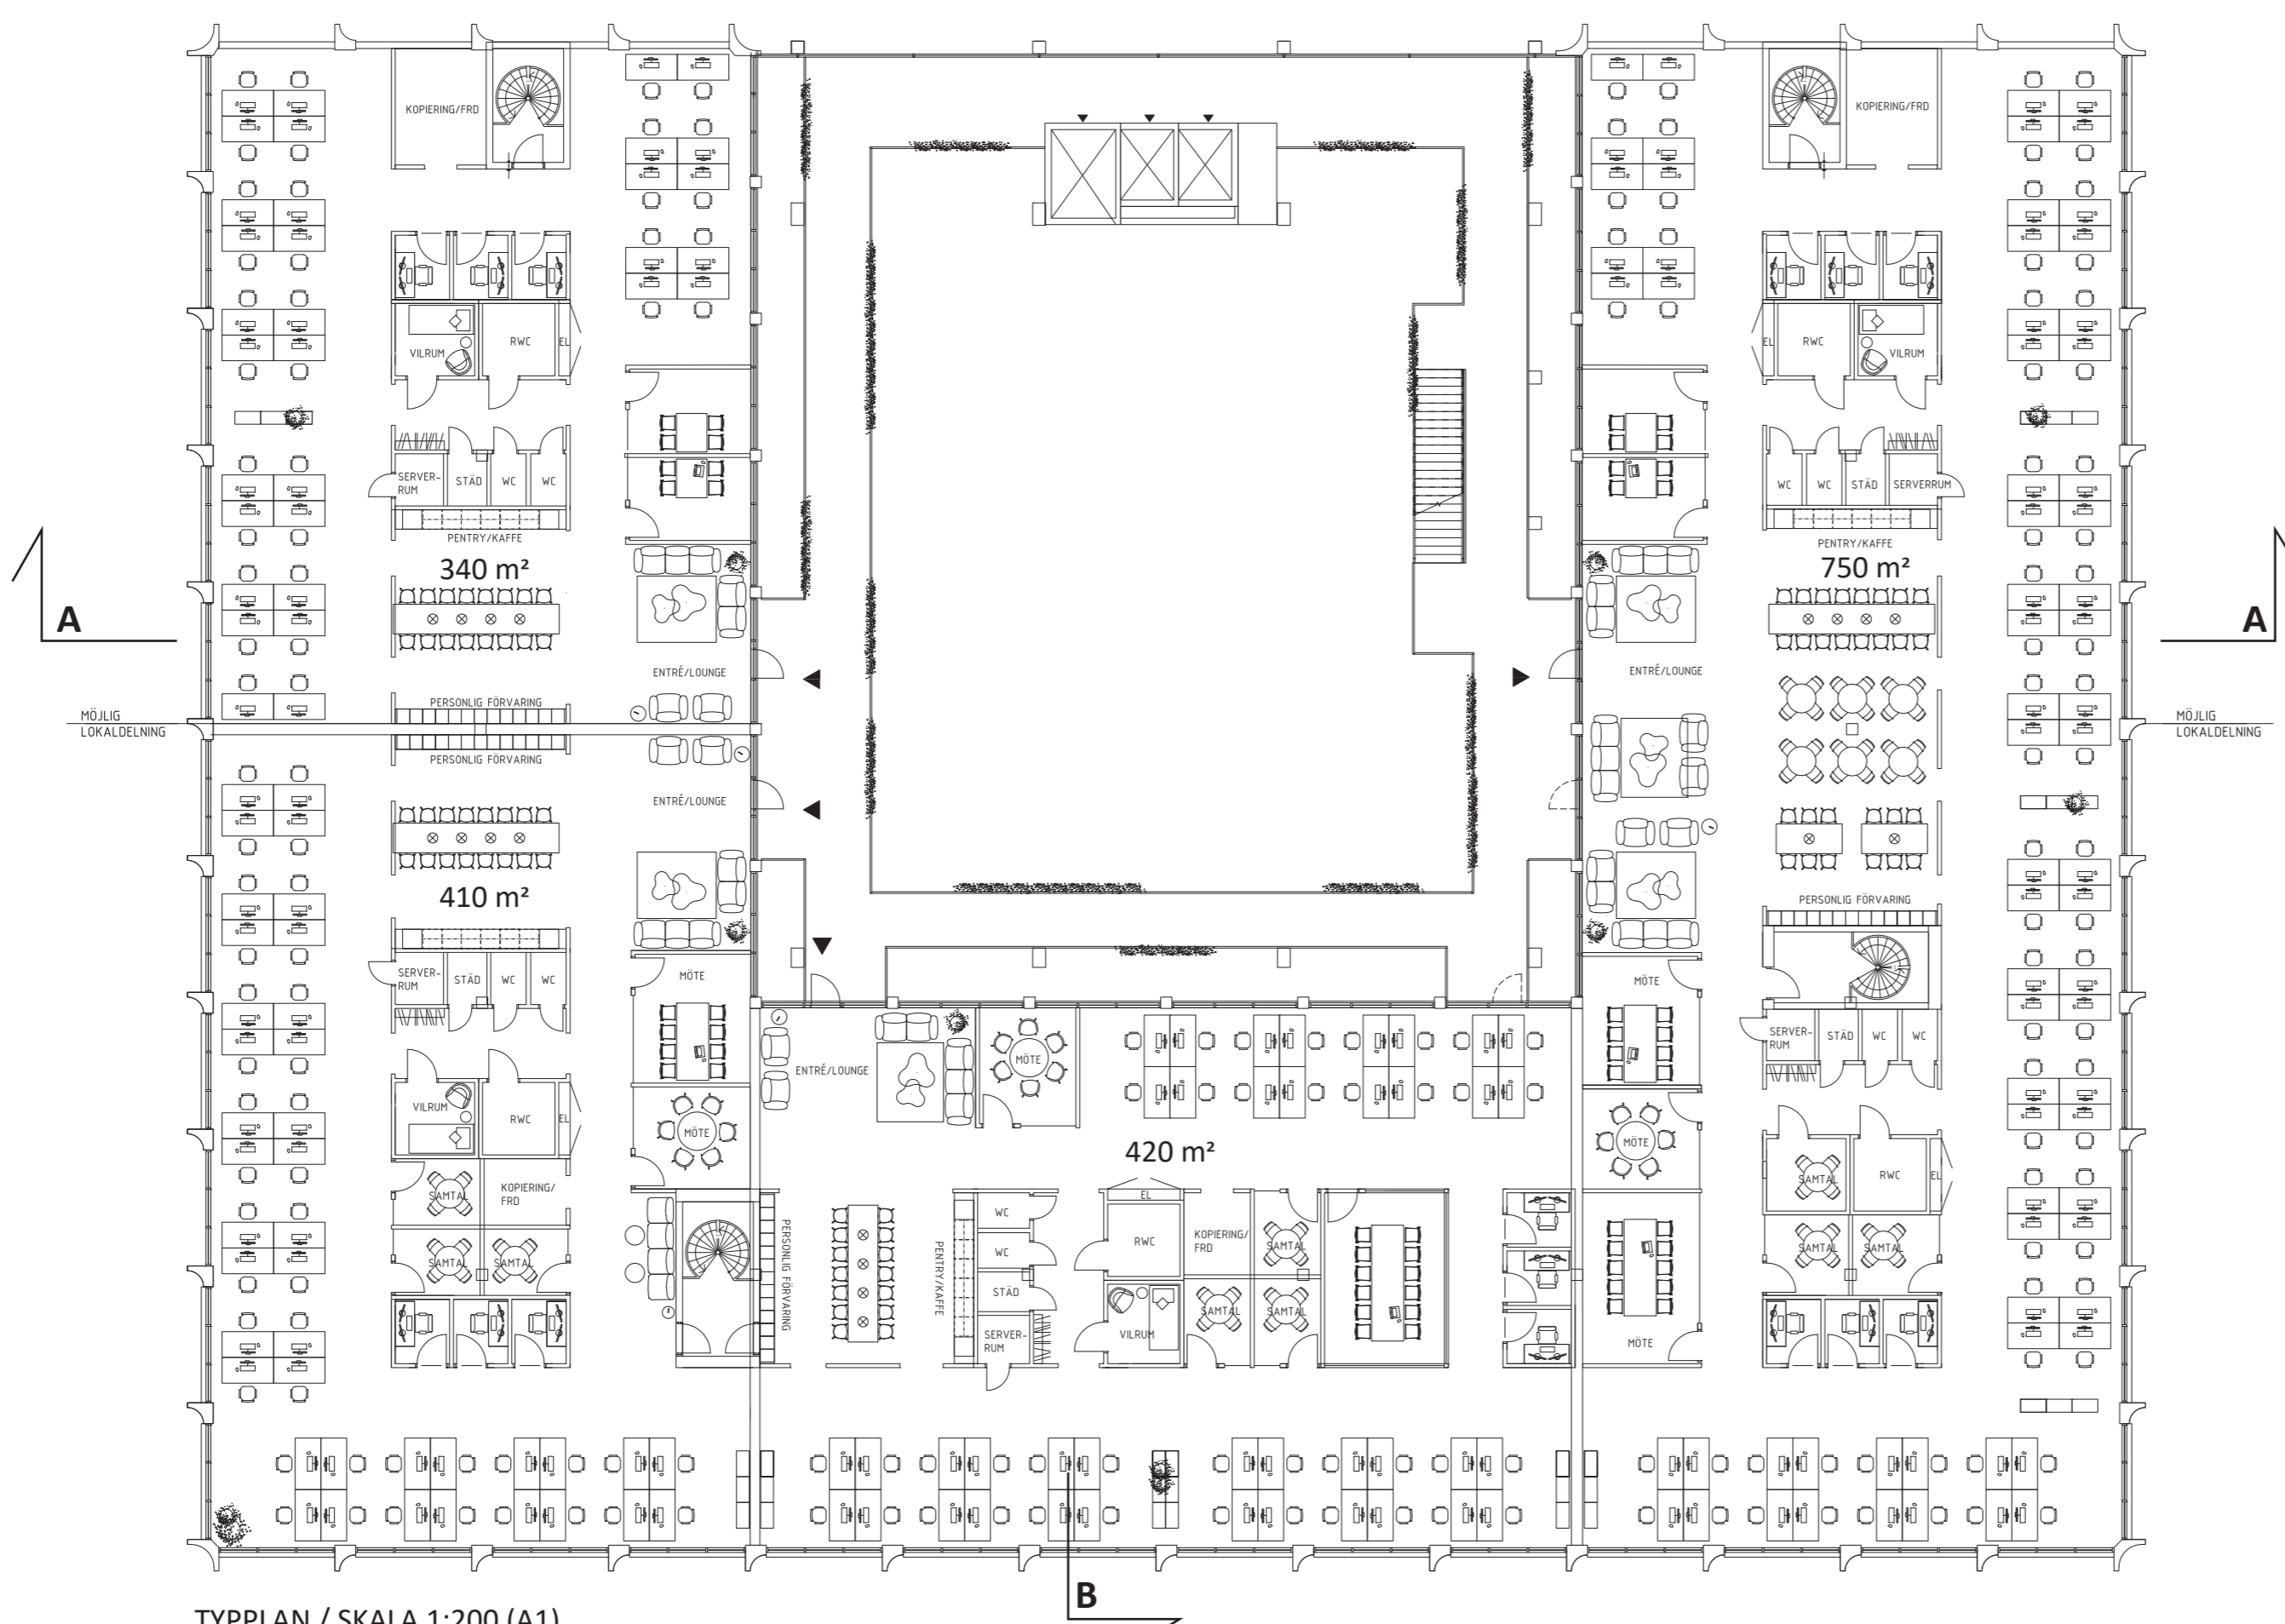 KOPIERING/FRD
KOPIERING/FRD
VILRUM
RWC
EL
EL
RWC
VILRUM
SERVER-
RUM
STÄD
WC
WC
WC
WC
STÄD
SERVERRUM
PENTRY/KAFFE
PENTRY/KAFFE
340 m²
750 m²
A
A
ENTRÉ/LOUNGE
ENTRÉ/LOUNGE
PERSONLIG FÖRVARING
MÖJLIG
LOKALDELNING
MÖJLIG
LOKALDELNING
PERSONLIG FÖRVARING
ENTRÉ/LOUNGE
410 m²
PERSONLIG FÖRVARING
SERVER-
RUM
STÄD
WC
WC
MÖTE
MÖTE
SERVER-
RUM
STÄD
WC
WC
ENTRÉ/LOUNGE
MÖTE
VILRUM
RWC
EL
MÖTE
420 m²
MÖTE
SAMTAL
RWC
EL
SAMTAL
KOPIERING/
FRD
EL
WC
WC
STÄD
SERVER-
RUM
PERSONLIG FÖRVARING
PENTRY/KAFFE
RWC
KOPIERING/
FRD
SAMTAL
SAMTAL
SAMTAL
VILRUM
SAMTAL
SAMTAL
SAMTAL
SAMTAL
MÖTE
B
TYPPLAN / SKALA 1:200 (A1)